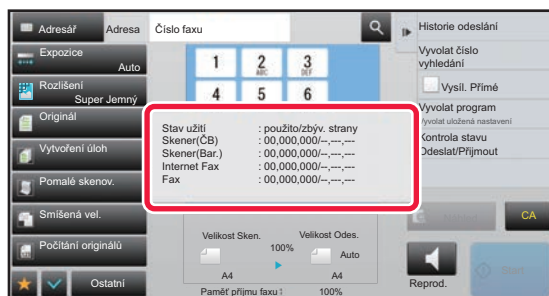 Adresář
Adresa
Číslo faxu
Expozice
Auto
Rozlišení
Super Jemný
Originál
Vytvoření úloh
Pomalé skenov.
Smíšená vel.
Počítání originálů
Ostatní
1
2
ABC
3
DEF
4
5
6
Stav užití : použito/zbýv. strany
Skener(ČB) : 00,000,000/--,---,---
Skener(Bar.) : 00,000,000/--,---,---
Internet Fax : 00,000,000/--,---,---
Fax : 00,000,000/--,---,---
Velikost Sken.
Velikost Odes.
100%
Auto
A4
A4
Paměť příjmu faxu
100%
Historie odeslání
Vyvolat číslo
vyhledání
Vysíl. Přímé
Vyvolat program
Vyvolat uložená nastavení
Kontrola stavu
Odeslat/Přijmout
CA
Reprod.
Start